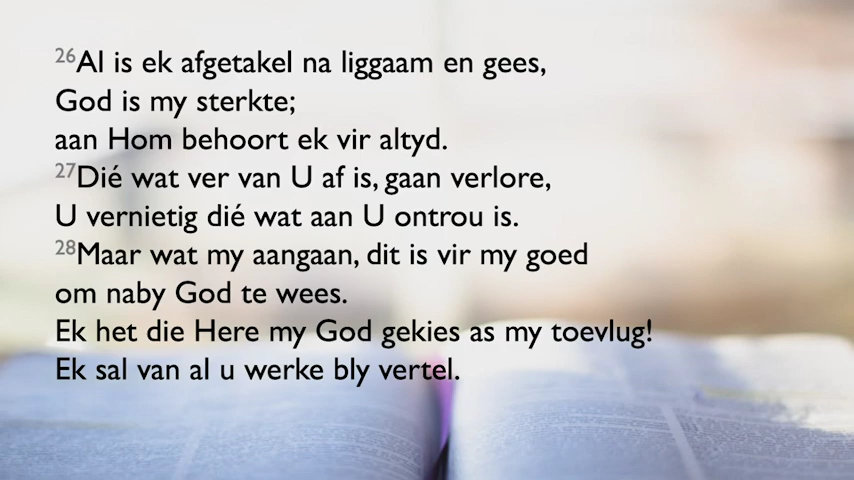 26Al is ek afgetakel na liggaam en gees,
God is my sterkte;
aan Hom behoort ek vir altyd.
27Dié wat ver van U af is, gaan verlore,
U vernietig dié wat aan U ontrou is.
28Maar wat my aangaan, dit is vir my goed
om naby God te wees.
Ek het die Here my God gekies as my toevlug!
Ek sal van al u werke bly vertel.